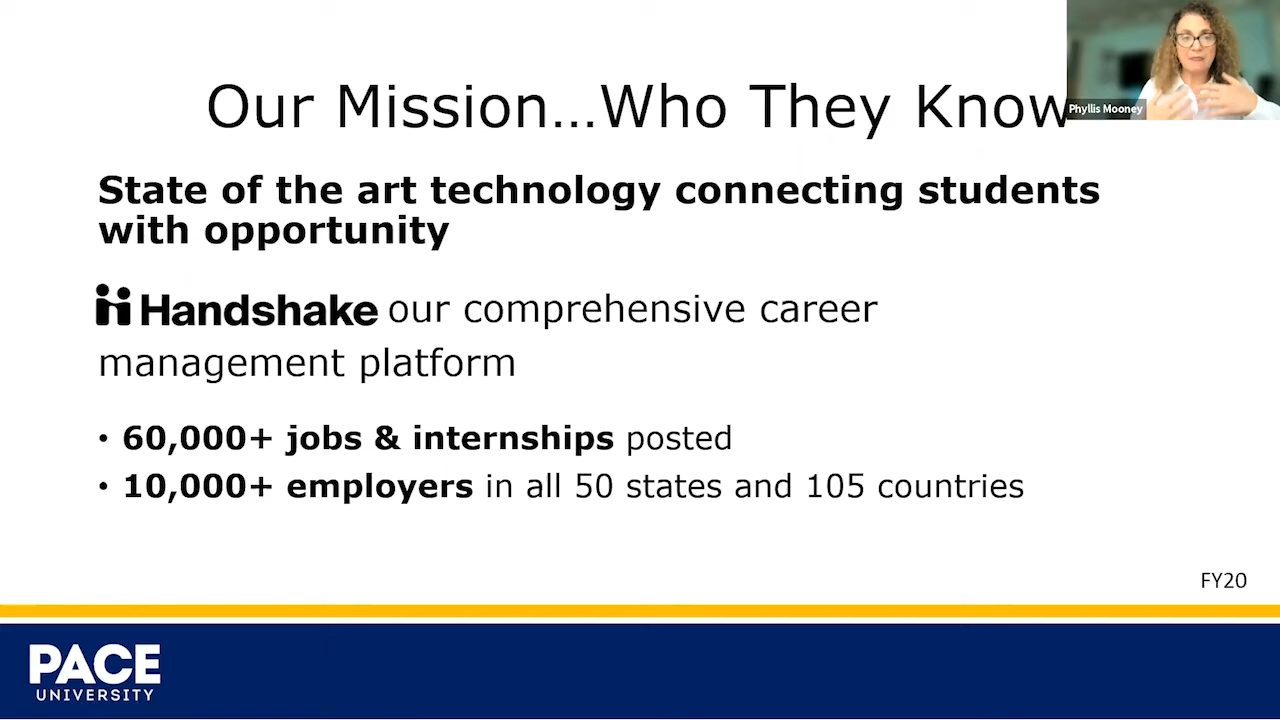 Our Mission...Who They Know
Phyllis Mooney
State of the art technology connecting students
with opportunity
Handshake our comprehensive career
management platform
• 60,000+ jobs & internships posted
• 10,000+ employers in all 50 states and 105 countries
FY20
PACE
UNIVERSITY